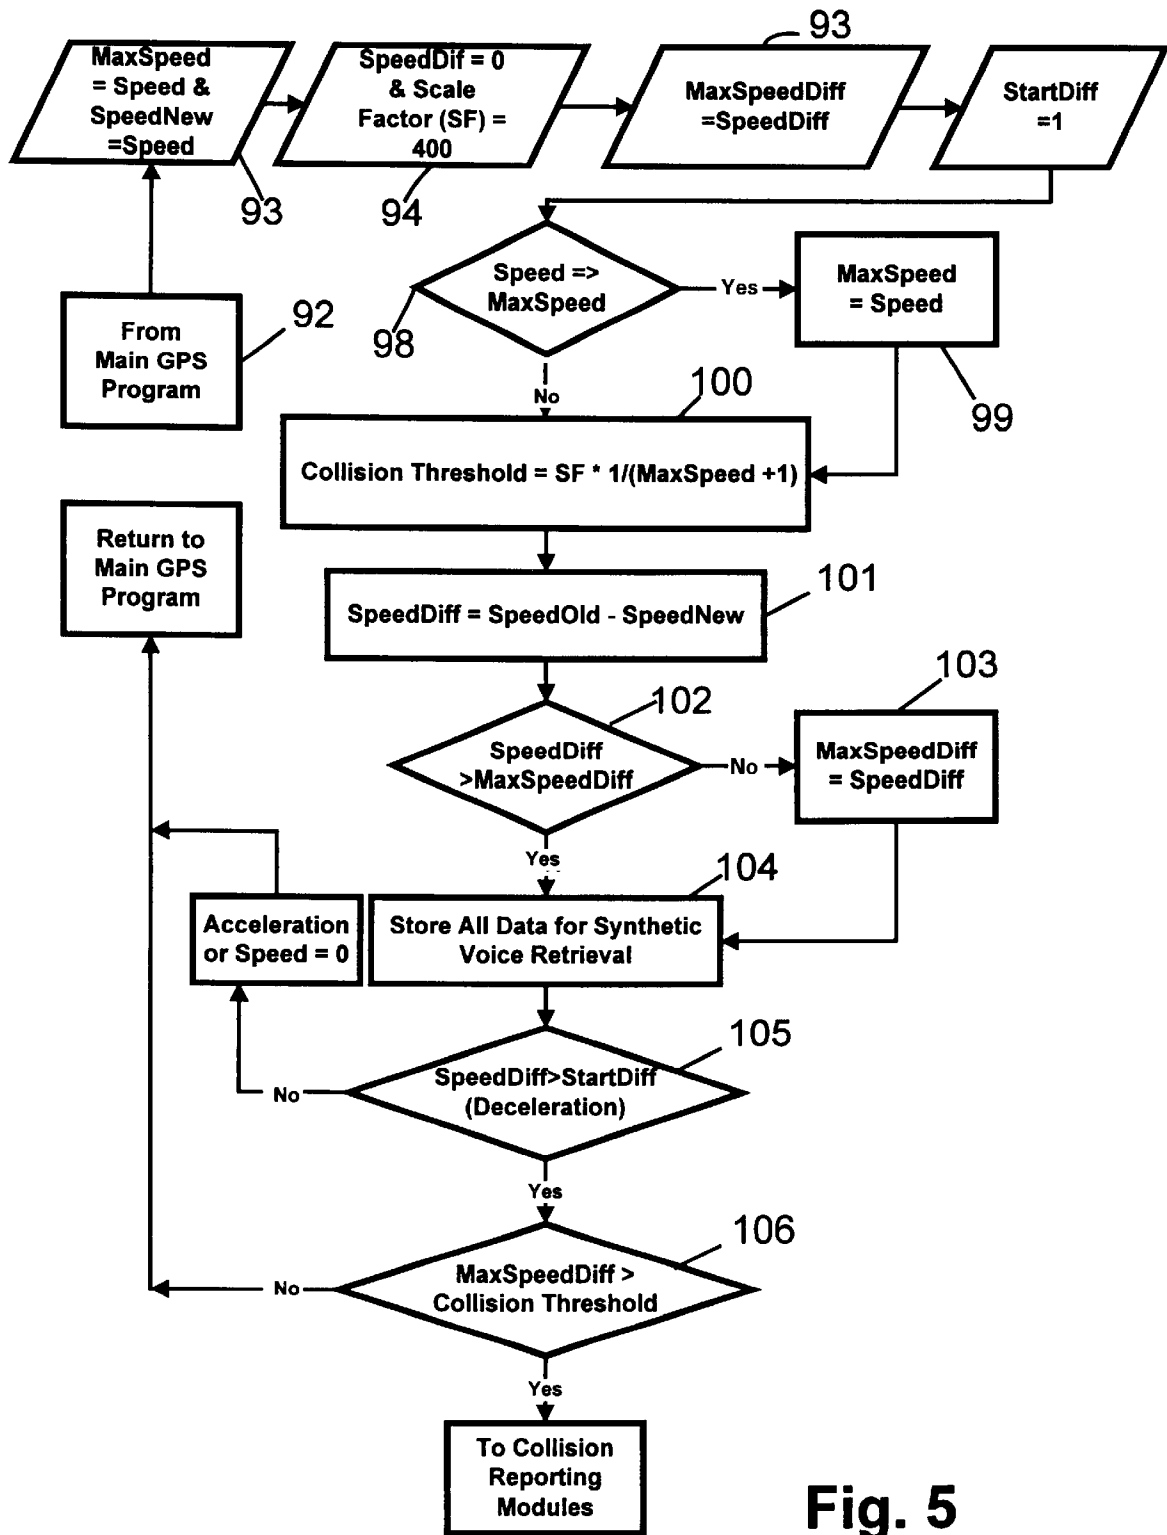 93
MaxSpeed
= Speed &
SpeedNew
=Speed
SpeedDif = 0
& Scale
Factor (SF) =
400
MaxSpeedDiff
=SpeedDiff
StartDiff
=1
93
94
Speed =>
MaxSpeed
Yes
MaxSpeed
= Speed
98
99
No
From
Main GPS
Program
92
100
Collision Threshold = SF * 1/(MaxSpeed +1)
Return to
Main GPS
Program
101
SpeedDiff = SpeedOld - SpeedNew
102
SpeedDiff
>MaxSpeedDiff
No
103
MaxSpeedDiff
= SpeedDiff
Yes
104
Acceleration
or Speed = 0
Store All Data for Synthetic
Voice Retrieval
105
SpeedDiff>StartDiff
(Deceleration)
No
Yes
106
MaxSpeedDiff >
Collision Threshold
No
Yes
To Collision
Reporting
Modules
Fig. 5